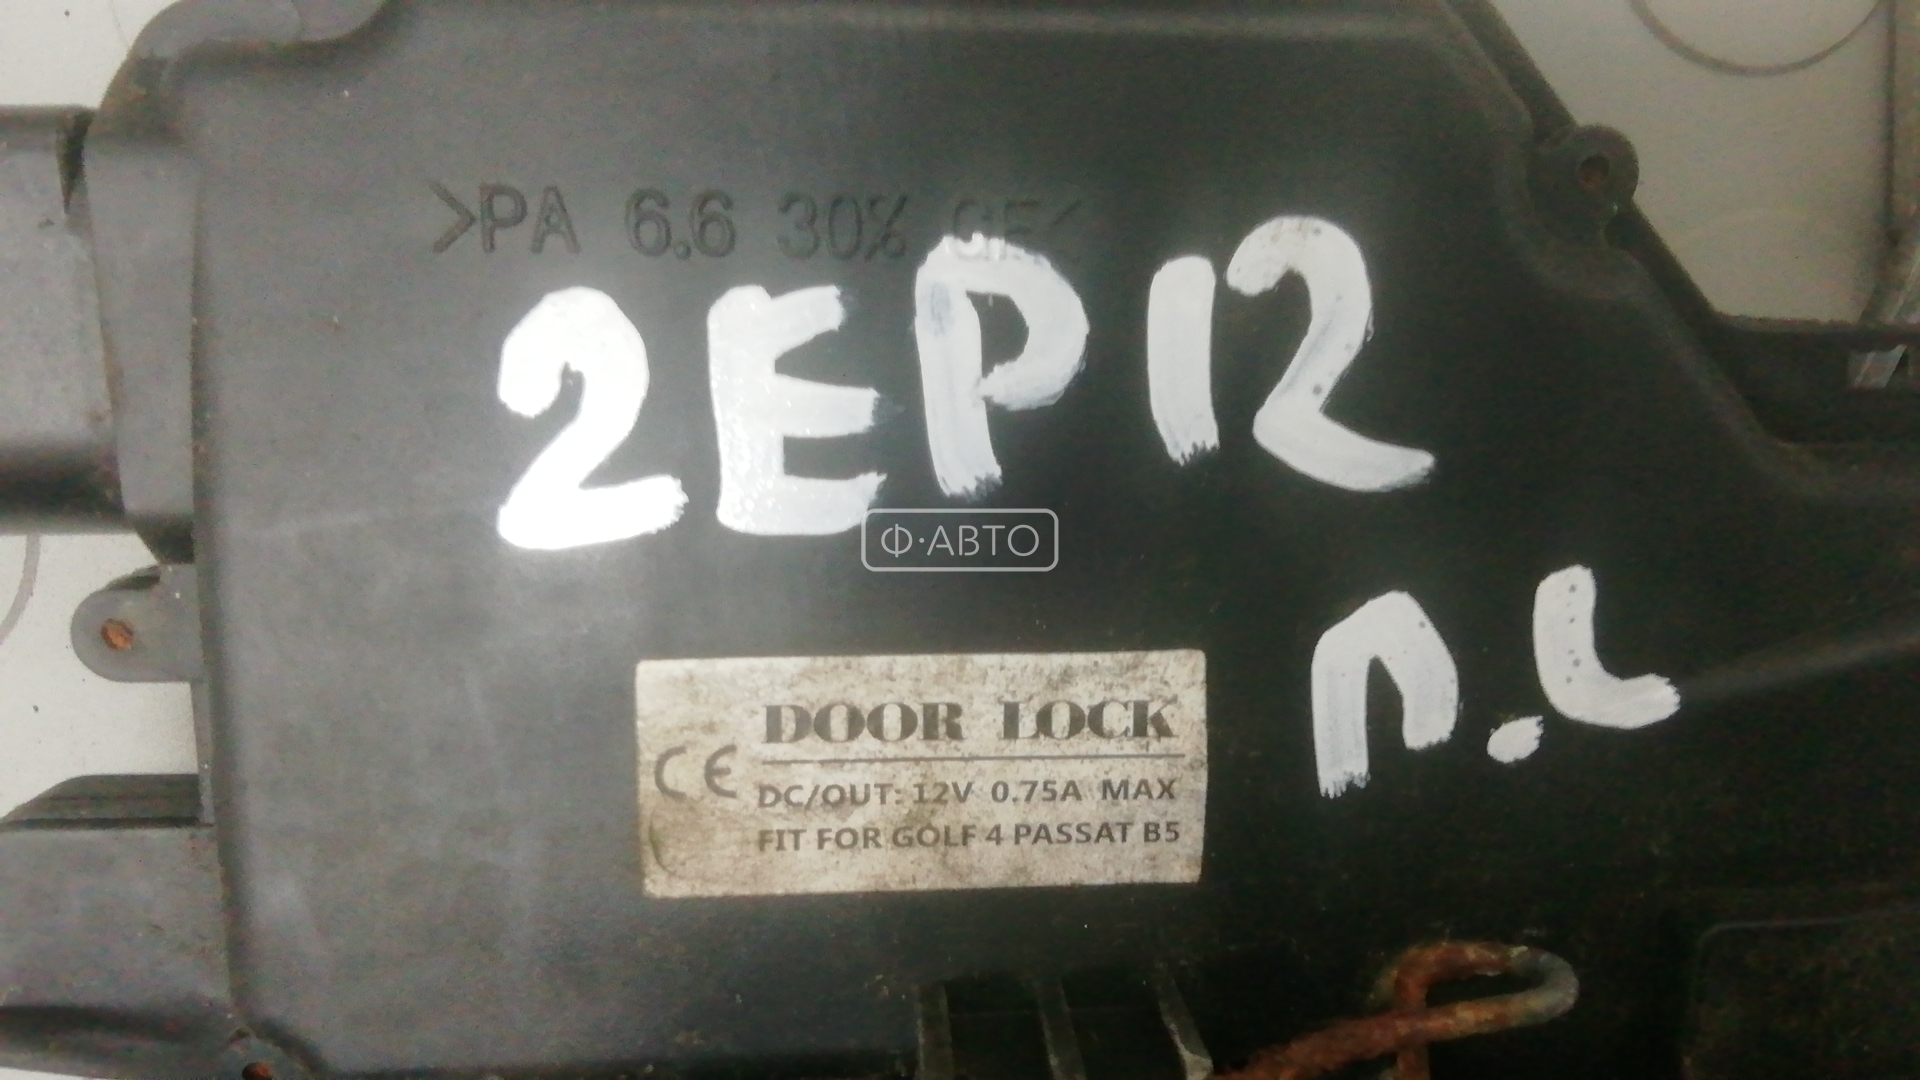 >PA 6.6 30% GF<
2EP12
Ф·АВТО
п.L
DOOR LOCK
CE
DC/OUT: 12V 0.75A MAX
FIT FOR GOLF 4 PASSAT B5